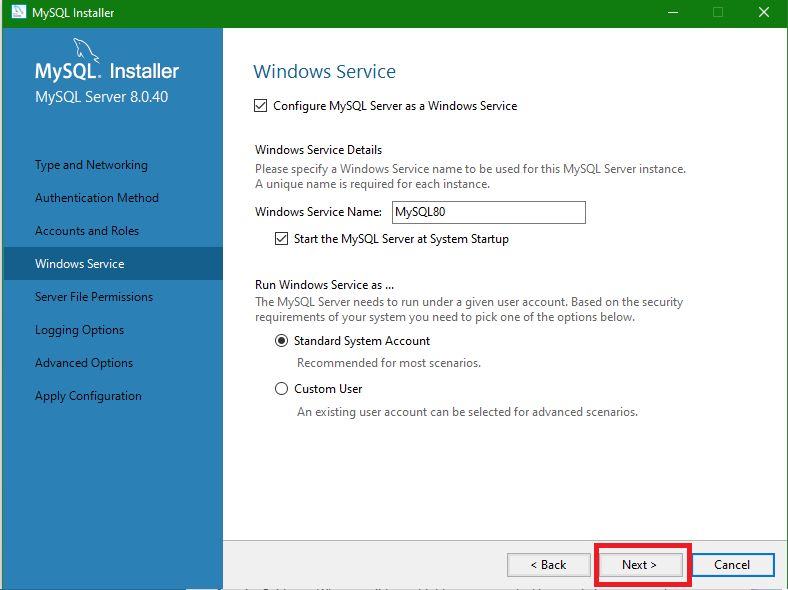 MySQL Installer
MySQL. Installer
MySQL Server 8.0.40
Type and Networking
Authentication Method
Accounts and Roles
Windows Service
Server File Permissions
Logging Options
Advanced Options
Apply Configuration
Windows Service
Configure MySQL Server as a Windows Service
Windows Service Details
Please specify a Windows Service name to be used for this MySQL Server instance.
A unique name is required for each instance.
Windows Service Name: MySQL80
Start the MySQL Server at System Startup
Run Windows Service as ...
The MySQL Server needs to run under a given user account. Based on the security
requirements of your system you need to pick one of the options below.
Standard System Account
Recommended for most scenarios.
Custom User
An existing user account can be selected for advanced scenarios.
< Back Next > Cancel